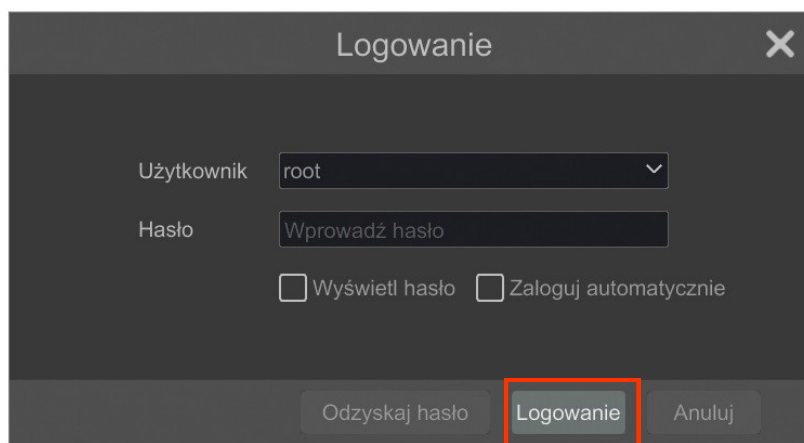 Logowanie
Użytkownik root
Hasło Wprowadź hasło
Wyświetl hasło Zaloguj automatycznie
Odzyskaj hasło Logowanie Anuluj